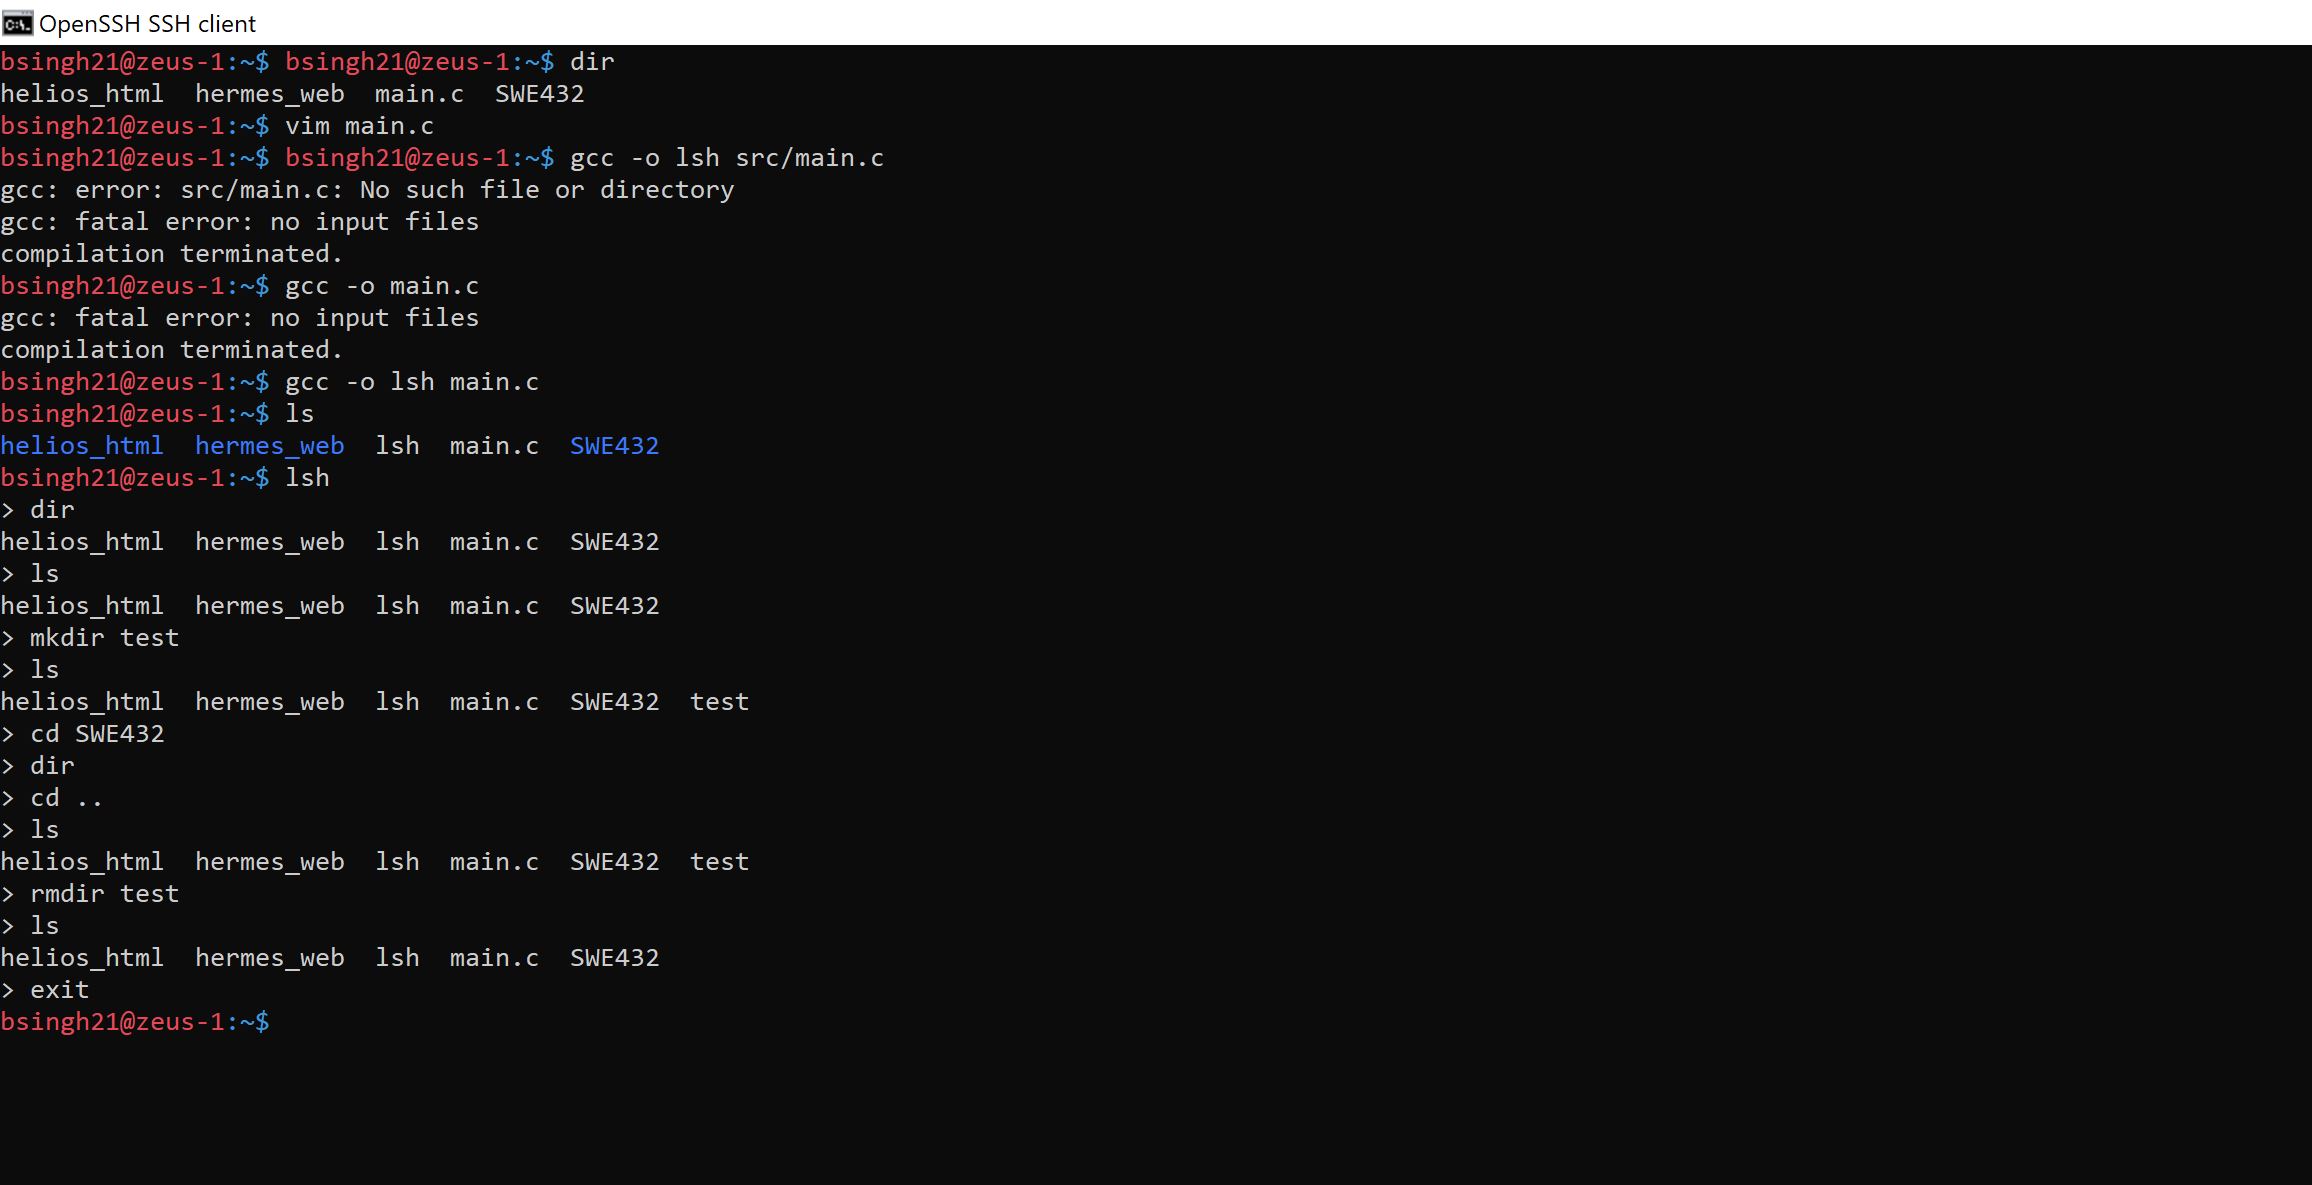 OpenSSH SSH client
bsingh21@zeus-1:~$ bsingh21@zeus-1:~$ dir
helios_html  hermes_web  main.c  SWE432
bsingh21@zeus-1:~$ vim main.c
bsingh21@zeus-1:~$ bsingh21@zeus-1:~$ gcc -o lsh src/main.c
gcc: error: src/main.c: No such file or directory
gcc: fatal error: no input files
compilation terminated.
bsingh21@zeus-1:~$ gcc -o main.c
gcc: fatal error: no input files
compilation terminated.
bsingh21@zeus-1:~$ gcc -o lsh main.c
bsingh21@zeus-1:~$ ls
helios_html  hermes_web  lsh  main.c  SWE432
bsingh21@zeus-1:~$ lsh
> dir
helios_html  hermes_web  lsh  main.c  SWE432
> ls
helios_html  hermes_web  lsh  main.c  SWE432
> mkdir test
> ls
helios_html  hermes_web  lsh  main.c  SWE432  test
> cd SWE432
> dir
> cd ..
> ls
helios_html  hermes_web  lsh  main.c  SWE432  test
> rmdir test
> ls
helios_html  hermes_web  lsh  main.c  SWE432
> exit
bsingh21@zeus-1:~$